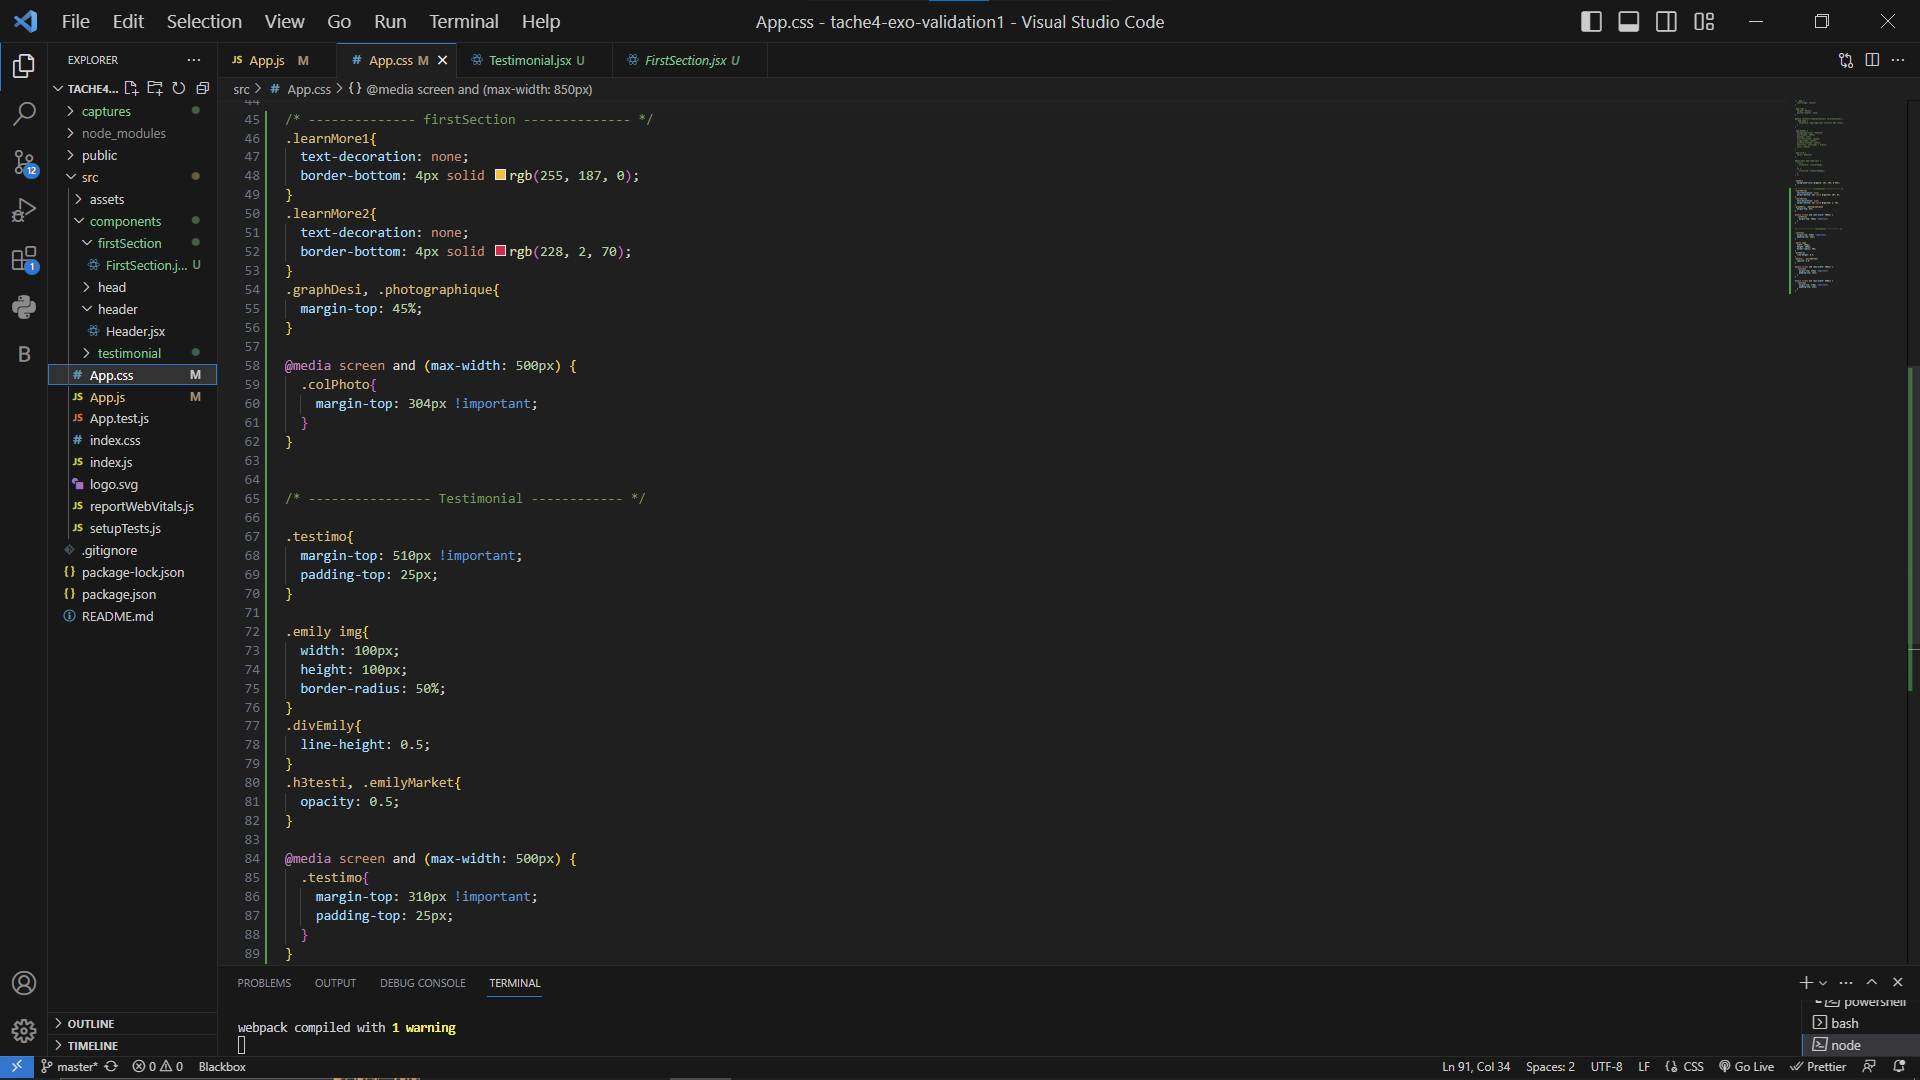 File Edit Selection View Go Run Terminal Help
App.css - tache4-exo-validation1 - Visual Studio Code
EXPLORER
TACHE4...
captures
node_modules
public
src
assets
components
firstSection
FirstSection.j... U
head
header
Header.jsx
testimonial
App.css M
App.js M
App.test.js
index.css
index.js
logo.svg
reportWebVitals.js
setupTests.js
.gitignore
package-lock.json
package.json
README.md
OUTLINE
TIMELINE
12
1
B
JS App.js M
# App.css M
Testimonial.jsx U
FirstSection.jsx U
src > # App.css > {} @media screen and (max-width: 850px)
44
45 /* -------------- firstSection -------------- */
46 .learnMore1{
47 text-decoration: none;
48 border-bottom: 4px solid rgb(255, 187, 0);
49 }
50 .learnMore2{
51 text-decoration: none;
52 border-bottom: 4px solid rgb(228, 2, 70);
53 }
54 .graphDesi, .photographique{
55 margin-top: 45%;
56 }
57
58 @media screen and (max-width: 500px) {
59 .colPhoto{
60 margin-top: 304px !important;
61 }
62 }
63
64
65 /* ---------------- Testimonial ------------ */
66
67 .testimo{
68 margin-top: 510px !important;
69 padding-top: 25px;
70 }
71
72 .emily img{
73 width: 100px;
74 height: 100px;
75 border-radius: 50%;
76 }
77 .divEmily{
78 line-height: 0.5;
79 }
80 .h3testi, .emilyMarket{
81 opacity: 0.5;
82 }
83
84 @media screen and (max-width: 500px) {
85 .testimo{
86 margin-top: 310px !important;
87 padding-top: 25px;
88 }
89 }
PROBLEMS OUTPUT DEBUG CONSOLE TERMINAL
webpack compiled with 1 warning
powershell
bash
node
master* 0 0 Blackbox
Ln 91, Col 34 Spaces: 2 UTF-8 LF CSS Go Live Prettier